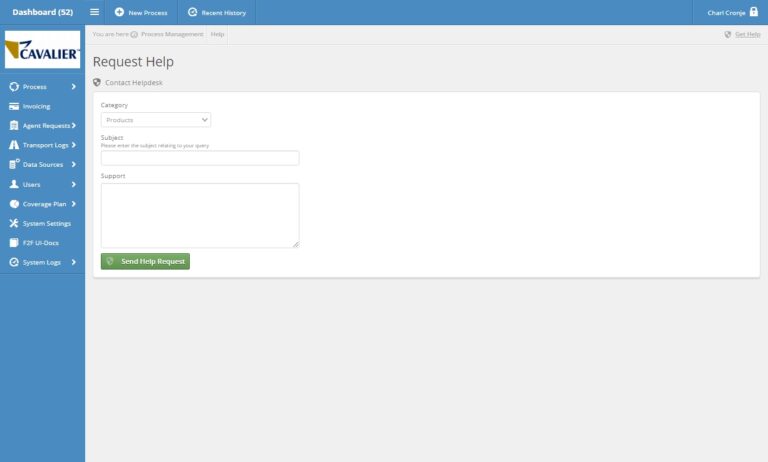 Dashboard (52)
New Process
Recent History
Charl Cronje
CAVALIER
You are here
Process Management
Help
Get Help
Process
Invoicing
Agent Requests
Transport Logs
Data Sources
Users
Coverage Plan
System Settings
F2F UI-Docs
System Logs
Request Help
Contact Helpdesk
Category
Products
Subject
Please enter the subject relating to your query
Support
Send Help Request